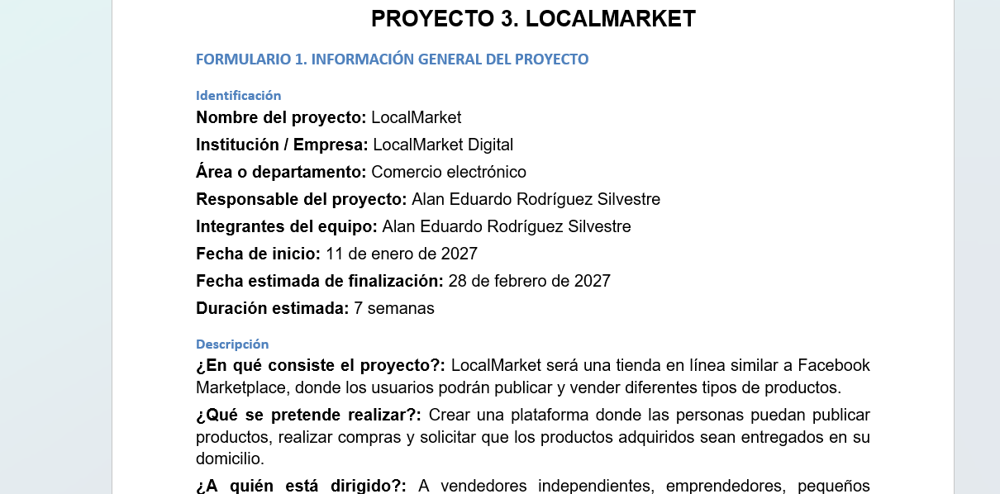 PROYECTO 3. LOCALMARKET
FORMULARIO 1. INFORMACIÓN GENERAL DEL PROYECTO
Identificación
Nombre del proyecto: LocalMarket
Institución / Empresa: LocalMarket Digital
Área o departamento: Comercio electrónico
Responsable del proyecto: Alan Eduardo Rodríguez Silvestre
Integrantes del equipo: Alan Eduardo Rodríguez Silvestre
Fecha de inicio: 11 de enero de 2027
Fecha estimada de finalización: 28 de febrero de 2027
Duración estimada: 7 semanas
Descripción
¿En qué consiste el proyecto?: LocalMarket será una tienda en línea similar a Facebook
Marketplace, donde los usuarios podrán publicar y vender diferentes tipos de productos.
¿Qué se pretende realizar?: Crear una plataforma donde las personas puedan publicar
productos, realizar compras y solicitar que los productos adquiridos sean entregados en su
domicilio.
¿A quién está dirigido?: A vendedores independientes, emprendedores, pequeños